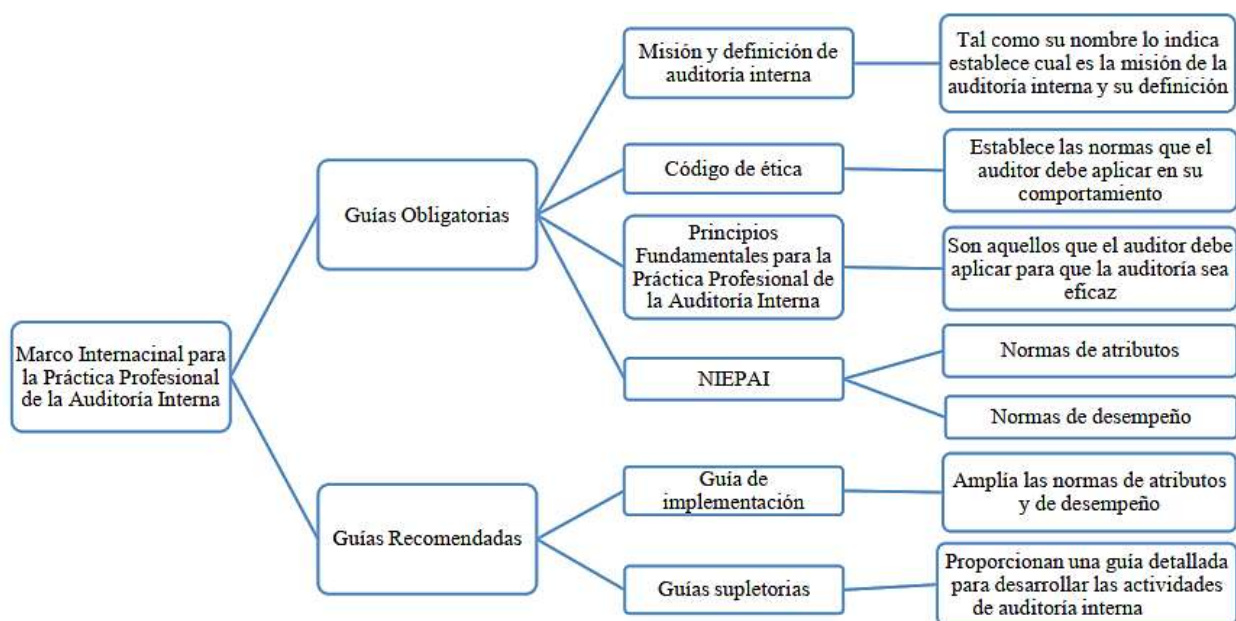 Marco Internacinal para
la Práctica Profesional
de la Auditoría Interna
Guías Obligatorias
Misión y definición de
auditoría interna
Tal como su nombre lo indica
establece cual es la misión de la
auditoría interna y su definición
Código de ética
Establece las normas que el
auditor debe aplicar en su
comportamiento
Principios
Fundamentales para la
Práctica Profesional de
la Auditoría Interna
Son aquellos que el auditor debe
aplicar para que la auditoría sea
eficaz
NIEPAI
Normas de atributos
Normas de desempeño
Guías Recomendadas
Guía de
implementación
Amplía las normas de atributos
y de desempeño
Guías supletorias
Proporcionan una guía detallada
para desarrollar las actividades
de auditoría interna